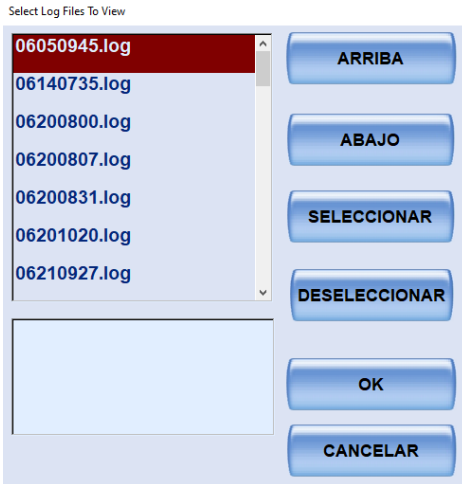 Select Log Files To View
06050945.log
06140735.log
06200800.log
06200807.log
06200831.log
06201020.log
06210927.log
ARRIBA
ABAJO
SELECCIONAR
DESELECCIONAR
OK
CANCELAR